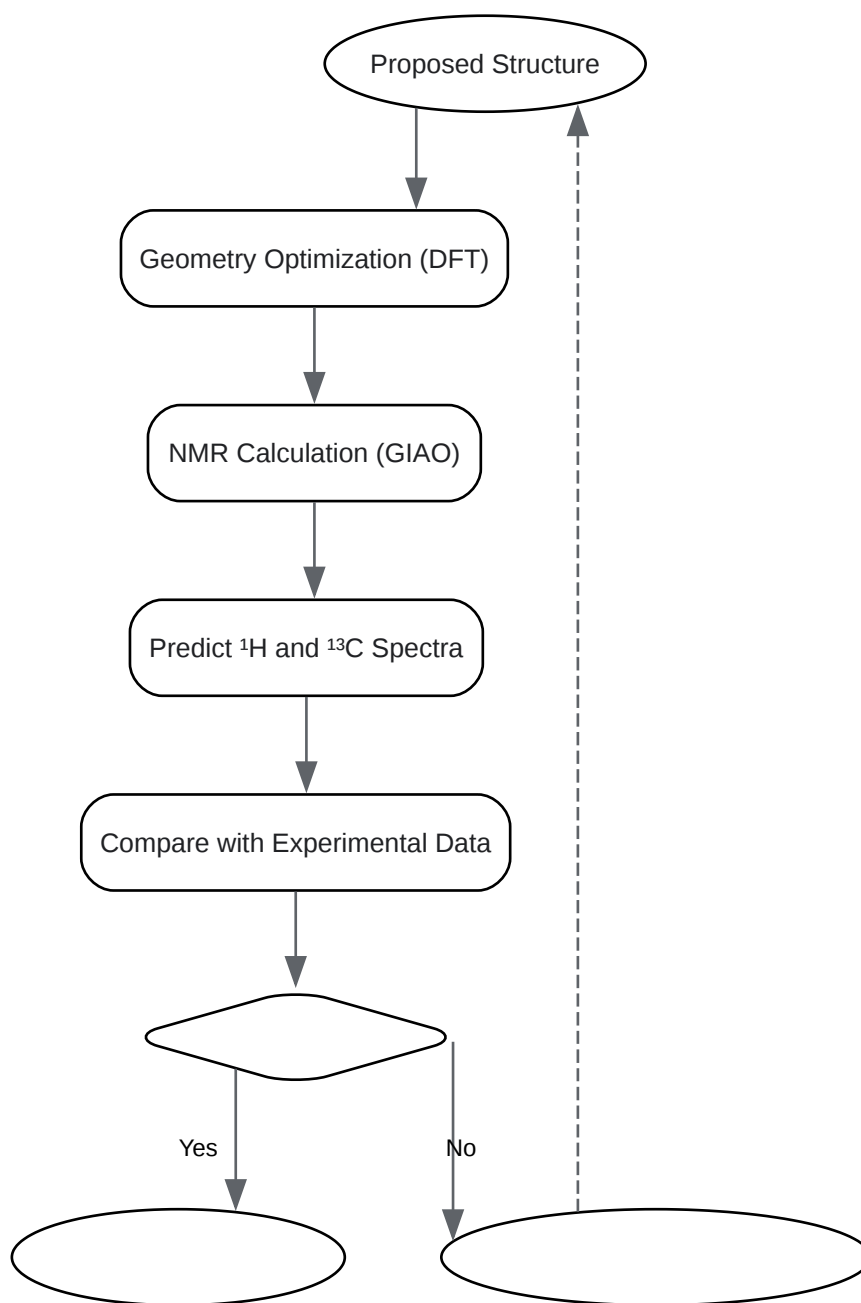 Proposed Structure
Geometry Optimization (DFT)
NMR Calculation (GIAO)
Predict ¹H and ¹³C Spectra
Compare with Experimental Data
Yes
No